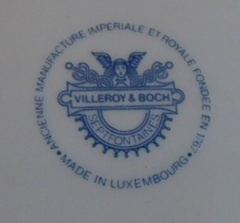 ANCIENNE MANUFACTURE IMPERIALE ET ROYALE FONDEE EN 1767
VILLEROY & BOCH
SEPTFONTAINES
• MADE IN LUXEMBOURG •